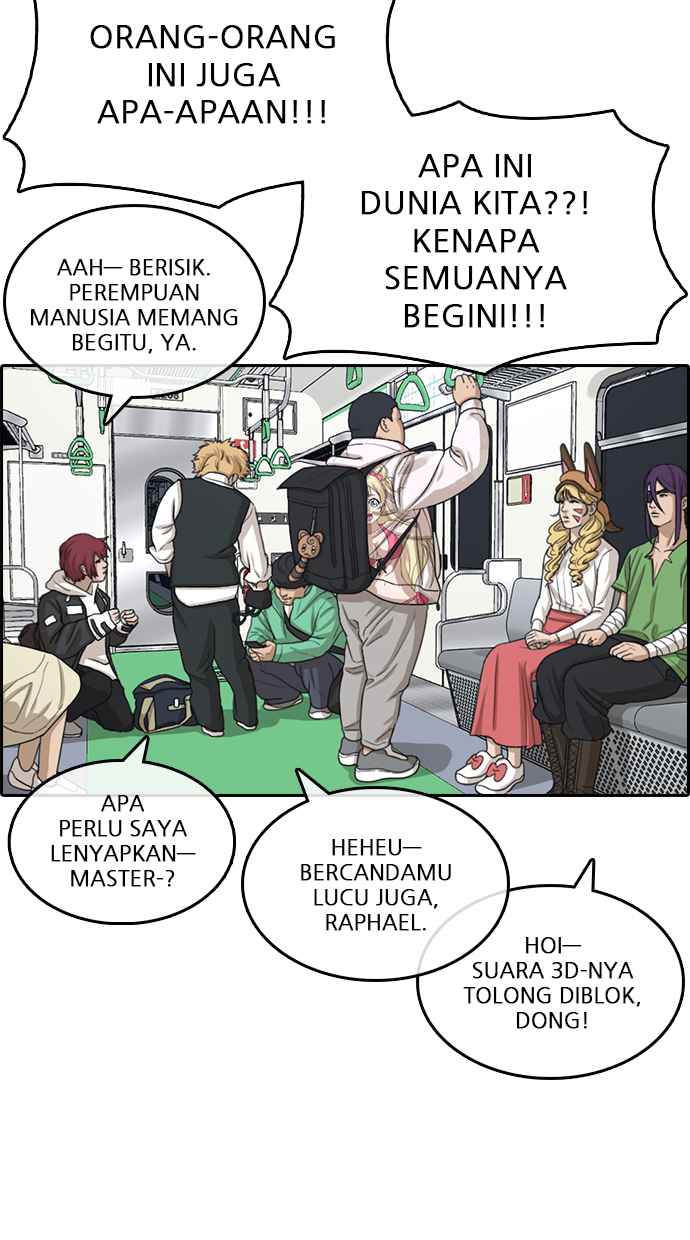 ORANG-ORANG
INI JUGA
APA-APAAN!!!
APA INI
DUNIA KITA??!
KENAPA
SEMUANYA
BEGINI!!!
AAH— BERISIK.
PEREMPUAN
MANUSIA MEMANG
BEGITU, YA.
APA
PERLU SAYA
LENYAPKAN—
MASTER-?
HEHEU—
BERCANDAMU
LUCU JUGA,
RAPHAEL.
HOI—
SUARA 3D-NYA
TOLONG DIBLOK,
DONG!